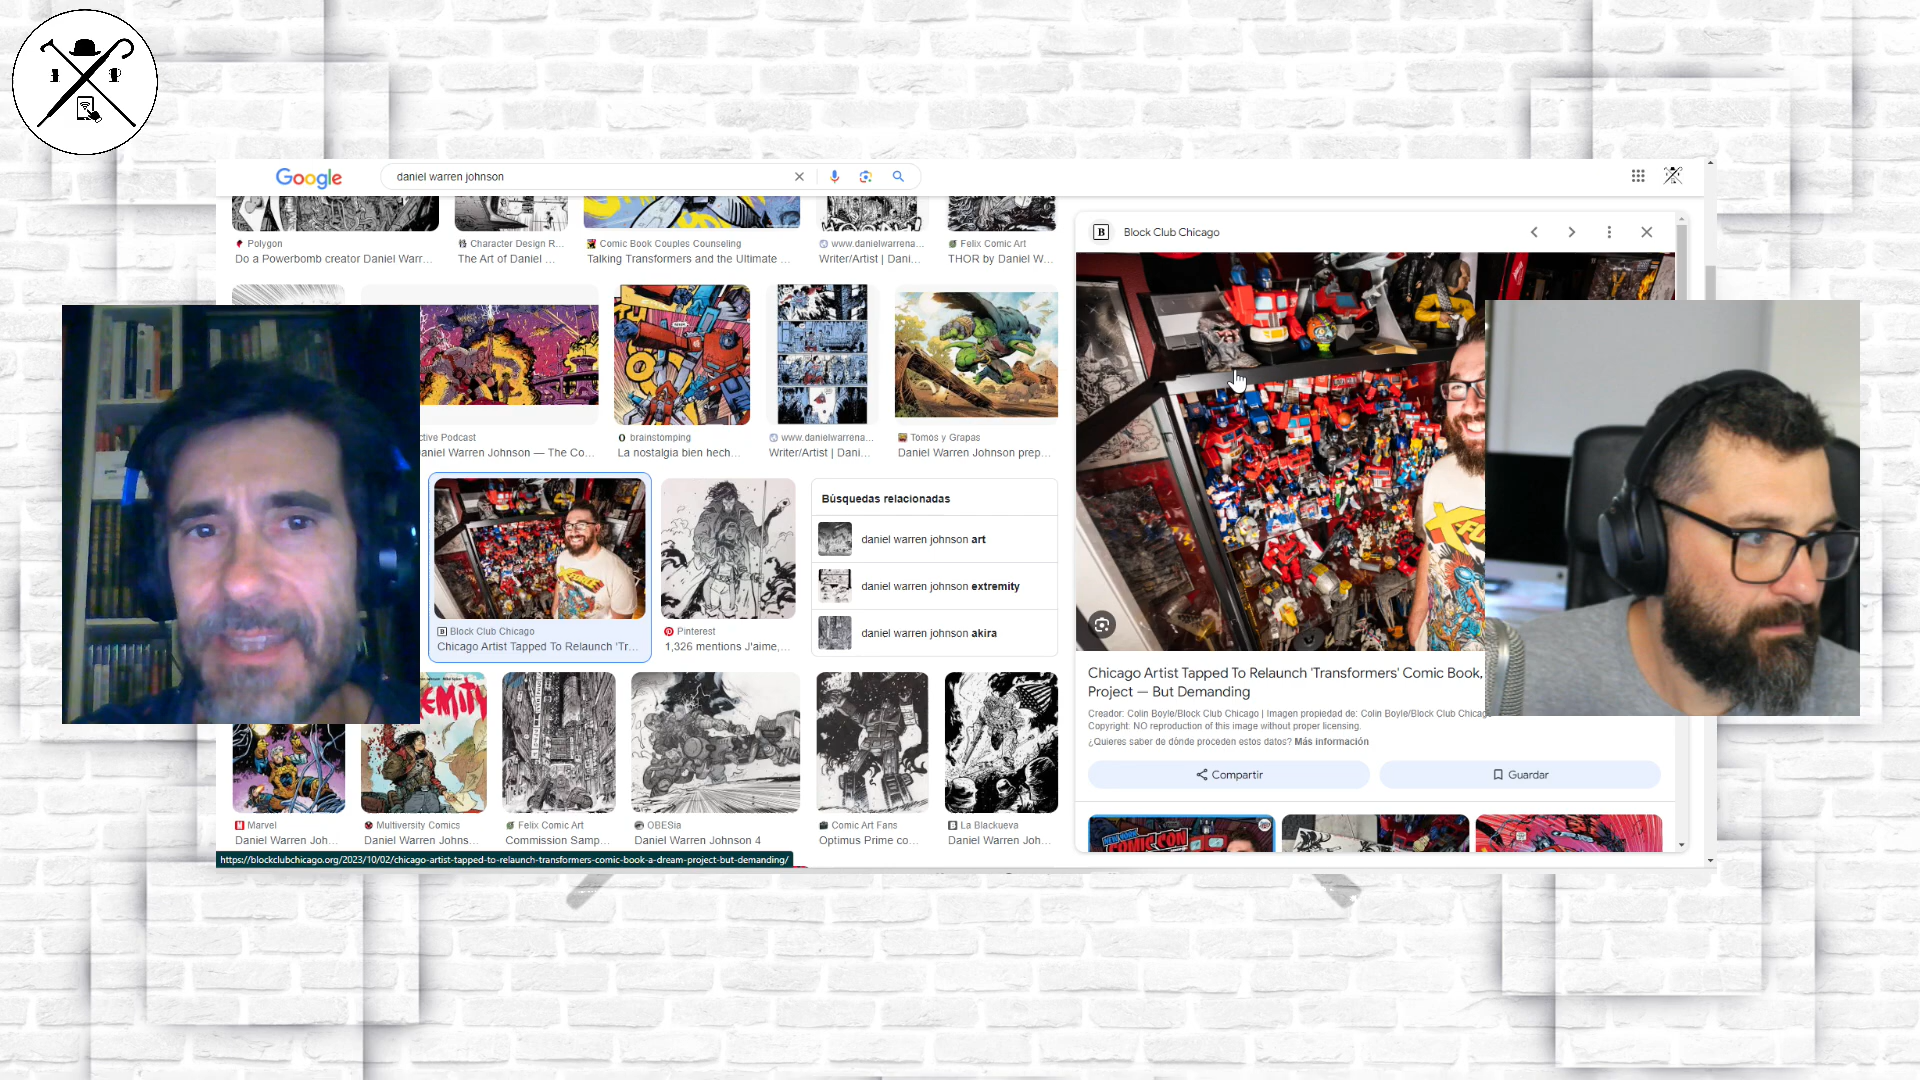 Google
daniel warren johnson
Polygon
Do a Powerbomb creator Daniel Warr...
Character Design R...
The Art of Daniel ...
Comic Book Couples Counseling
Talking Transformers and the Ultimate ...
www.danielwarrena...
Writer/Artist | Dani...
Felix Comic Art
THOR by Daniel W...
ctive Podcast
aniel Warren Johnson — The Co...
brainstomping
La nostalgia bien hech...
www.danielwarrena...
Writer/Artist | Dani...
Tomos y Grapas
Daniel Warren Johnson prep...
Block Club Chicago
Chicago Artist Tapped To Relaunch 'Tr...
Pinterest
1,326 mentions J'aime,...
Búsquedas relacionadas
daniel warren johnson art
daniel warren johnson extremity
daniel warren johnson akira
Marvel
Daniel Warren Joh...
Multiversity Comics
Daniel Warren Johns...
Felix Comic Art
Commission Samp...
OBESia
Daniel Warren Johnson 4
Comic Art Fans
Optimus Prime co...
La Blackueva
Daniel Warren Joh...
https://blockclubchicago.org/2023/10/02/chicago-artist-tapped-to-relaunch-transformers-comic-book-a-dream-project-but-demanding/
B
Block Club Chicago
Chicago Artist Tapped To Relaunch 'Transformers' Comic Book,
Project — But Demanding
Creador: Colin Boyle/Block Club Chicago | Imagen propiedad de: Colin Boyle/Block Club Chicago
Copyright: NO reproduction of this image without proper licensing.
¿Quieres saber de dónde proceden estos datos? Más información
Compartir
Guardar
NEW YORK
COMIC CON